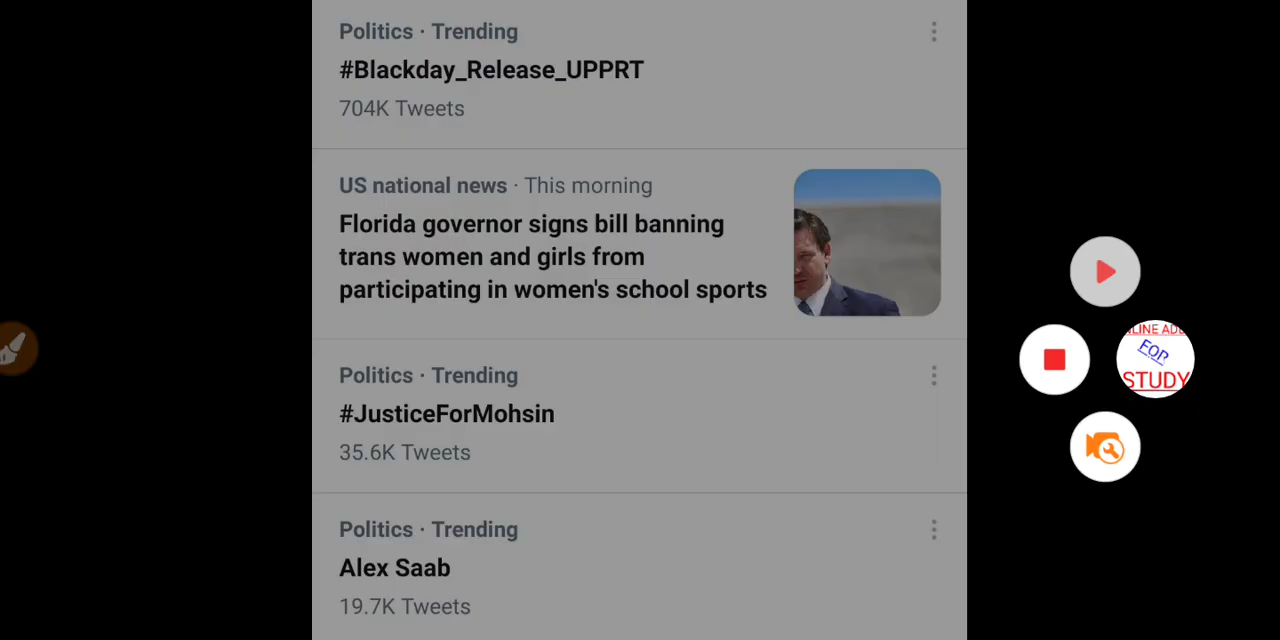 Politics · Trending
#Blackday_Release_UPPRT
704K Tweets
US national news · This morning
Florida governor signs bill banning
trans women and girls from
participating in women's school sports
Politics · Trending
#JusticeForMohsin
35.6K Tweets
Politics · Trending
Alex Saab
19.7K Tweets
FOR
STUDY